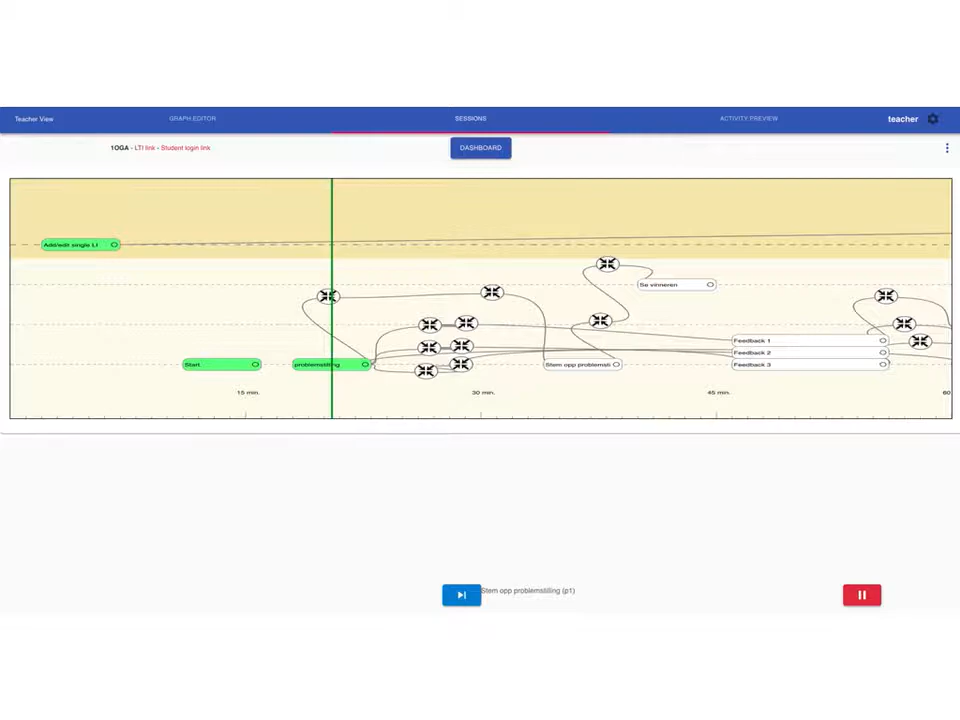 Teacher View GRAPH EDITOR SESSIONS ACTIVITY PREVIEW teacher
1OGA - LTI link - Student login link
DASHBOARD
Add/edit single LI
Se vinneren
Feedback 1
Feedback 2
Start problemstilling Stem opp problemstilli Feedback 3
15 min. 30 min. 45 min. 60
Stem opp problemstilling (p1)